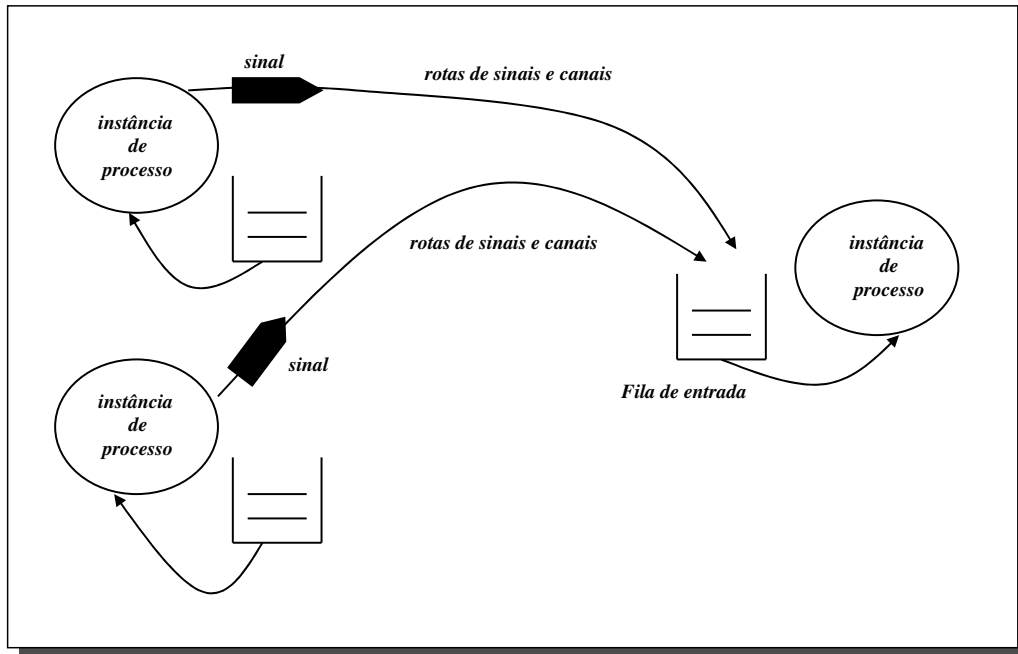 sinal
rotas de sinais e canais
instância
de
processo
rotas de sinais e canais
instância
de
processo
sinal
Fila de entrada
instância
de
processo